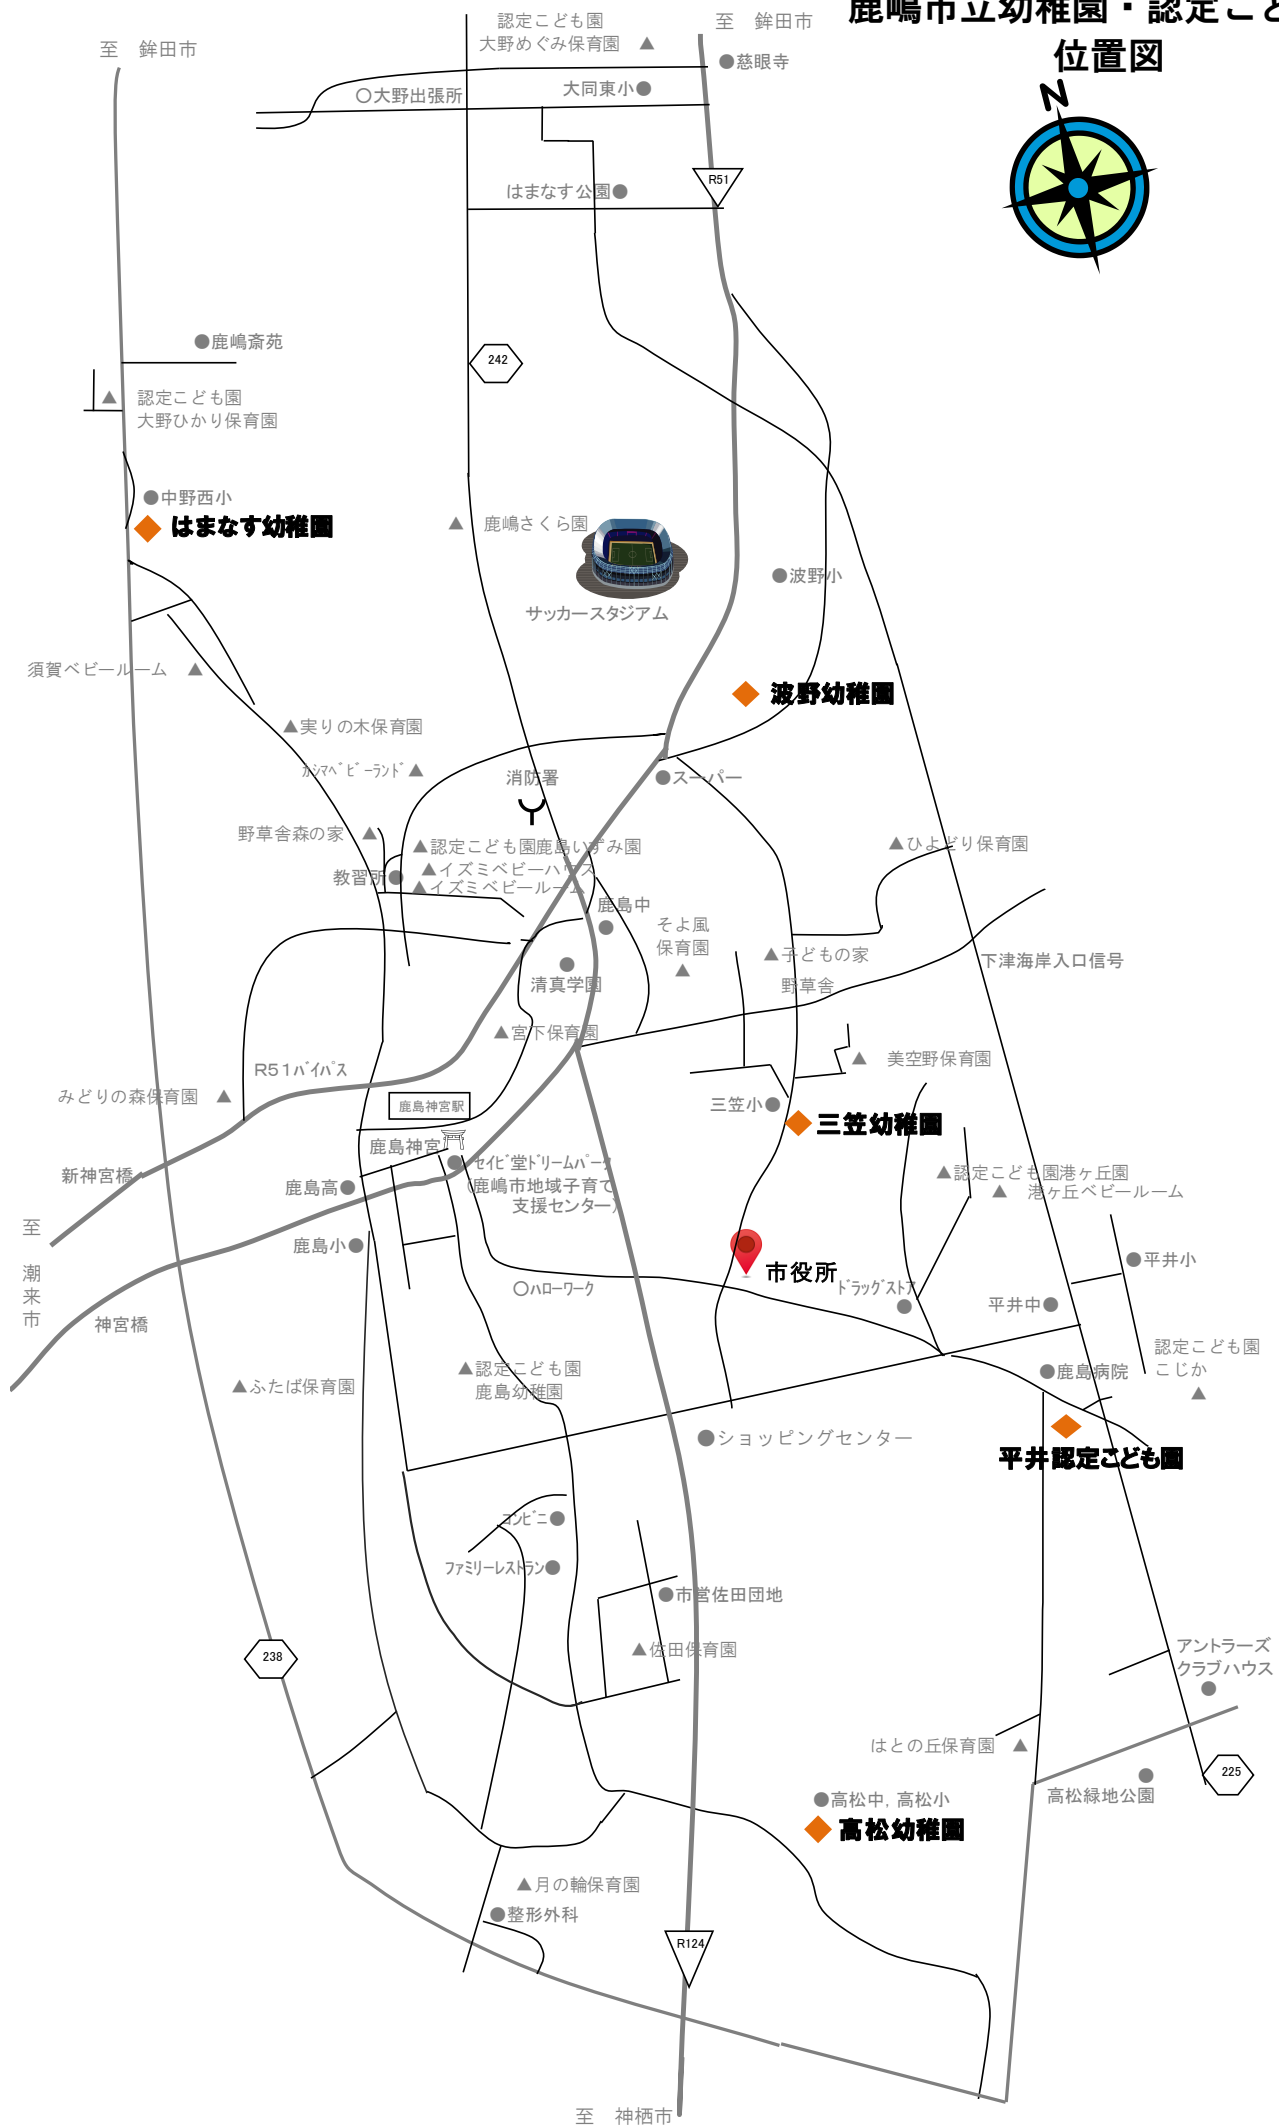 鹿嶋市立幼稚園・認定こど
位置図
N
至　鉾田市
認定こども園
大野めぐみ保育園　▲
至　鉾田市
●慈眼寺
○大野出張所
大同東小●
はまなす公園●
R51
●鹿嶋斎苑
242
▲　認定こども園
大野ひかり保育園
●中野西小
◆はまなす幼稚園
▲　鹿嶋さくら園
●波野小
サッカースタジアム
須賀ベビールーム　▲
◆波野幼稚園
▲実りの木保育園
ｶｼﾏﾍﾞﾋﾞｰﾗﾝﾄﾞ▲
消防署
●スーパー
野草舎森の家　▲
▲認定こども園鹿島いずみ園
▲ひよどり保育園
▲イズミベビーハウス
教習所●
▲イズミベビールーム
鹿島中
●
そよ風
保育園
▲
▲子どもの家
野草舎
下津海岸入口信号
●
清真学園
▲宮下保育園
▲　美空野保育園
R５１ﾊﾞｲﾊﾟｽ
みどりの森保育園　▲
鹿島神宮駅
三笠小●
◆三笠幼稚園
鹿島神宮
新神宮橋
●ｾｲﾋﾞ堂ﾄﾞﾘｰﾑﾊﾟｰｸ
（鹿嶋市地域子育て
支援センター）
▲認定こども園港ヶ丘園
▲　港ヶ丘ベビールーム
鹿島高●
至　潮来市
鹿島小●
●平井小
市役所
○ﾊﾛｰﾜｰｸ
ﾄﾞﾗｯｸﾞｽﾄｱ
●
平井中●
神宮橋
認定こども園
こじか
▲
▲認定こども園
鹿島幼稚園
●鹿島病院
▲ふたば保育園
◆
平井認定こども園
●ショッピングセンター
ｺﾝﾋﾞﾆ●
ﾌｧﾐﾘｰﾚｽﾄﾗﾝ●
●市営佐田団地
▲佐田保育園
238
アントラーズ
クラブハウス
●
はとの丘保育園　▲
225
●
高松緑地公園
●高松中，高松小
◆高松幼稚園
▲月の輪保育園
●整形外科
R124
至　神栖市